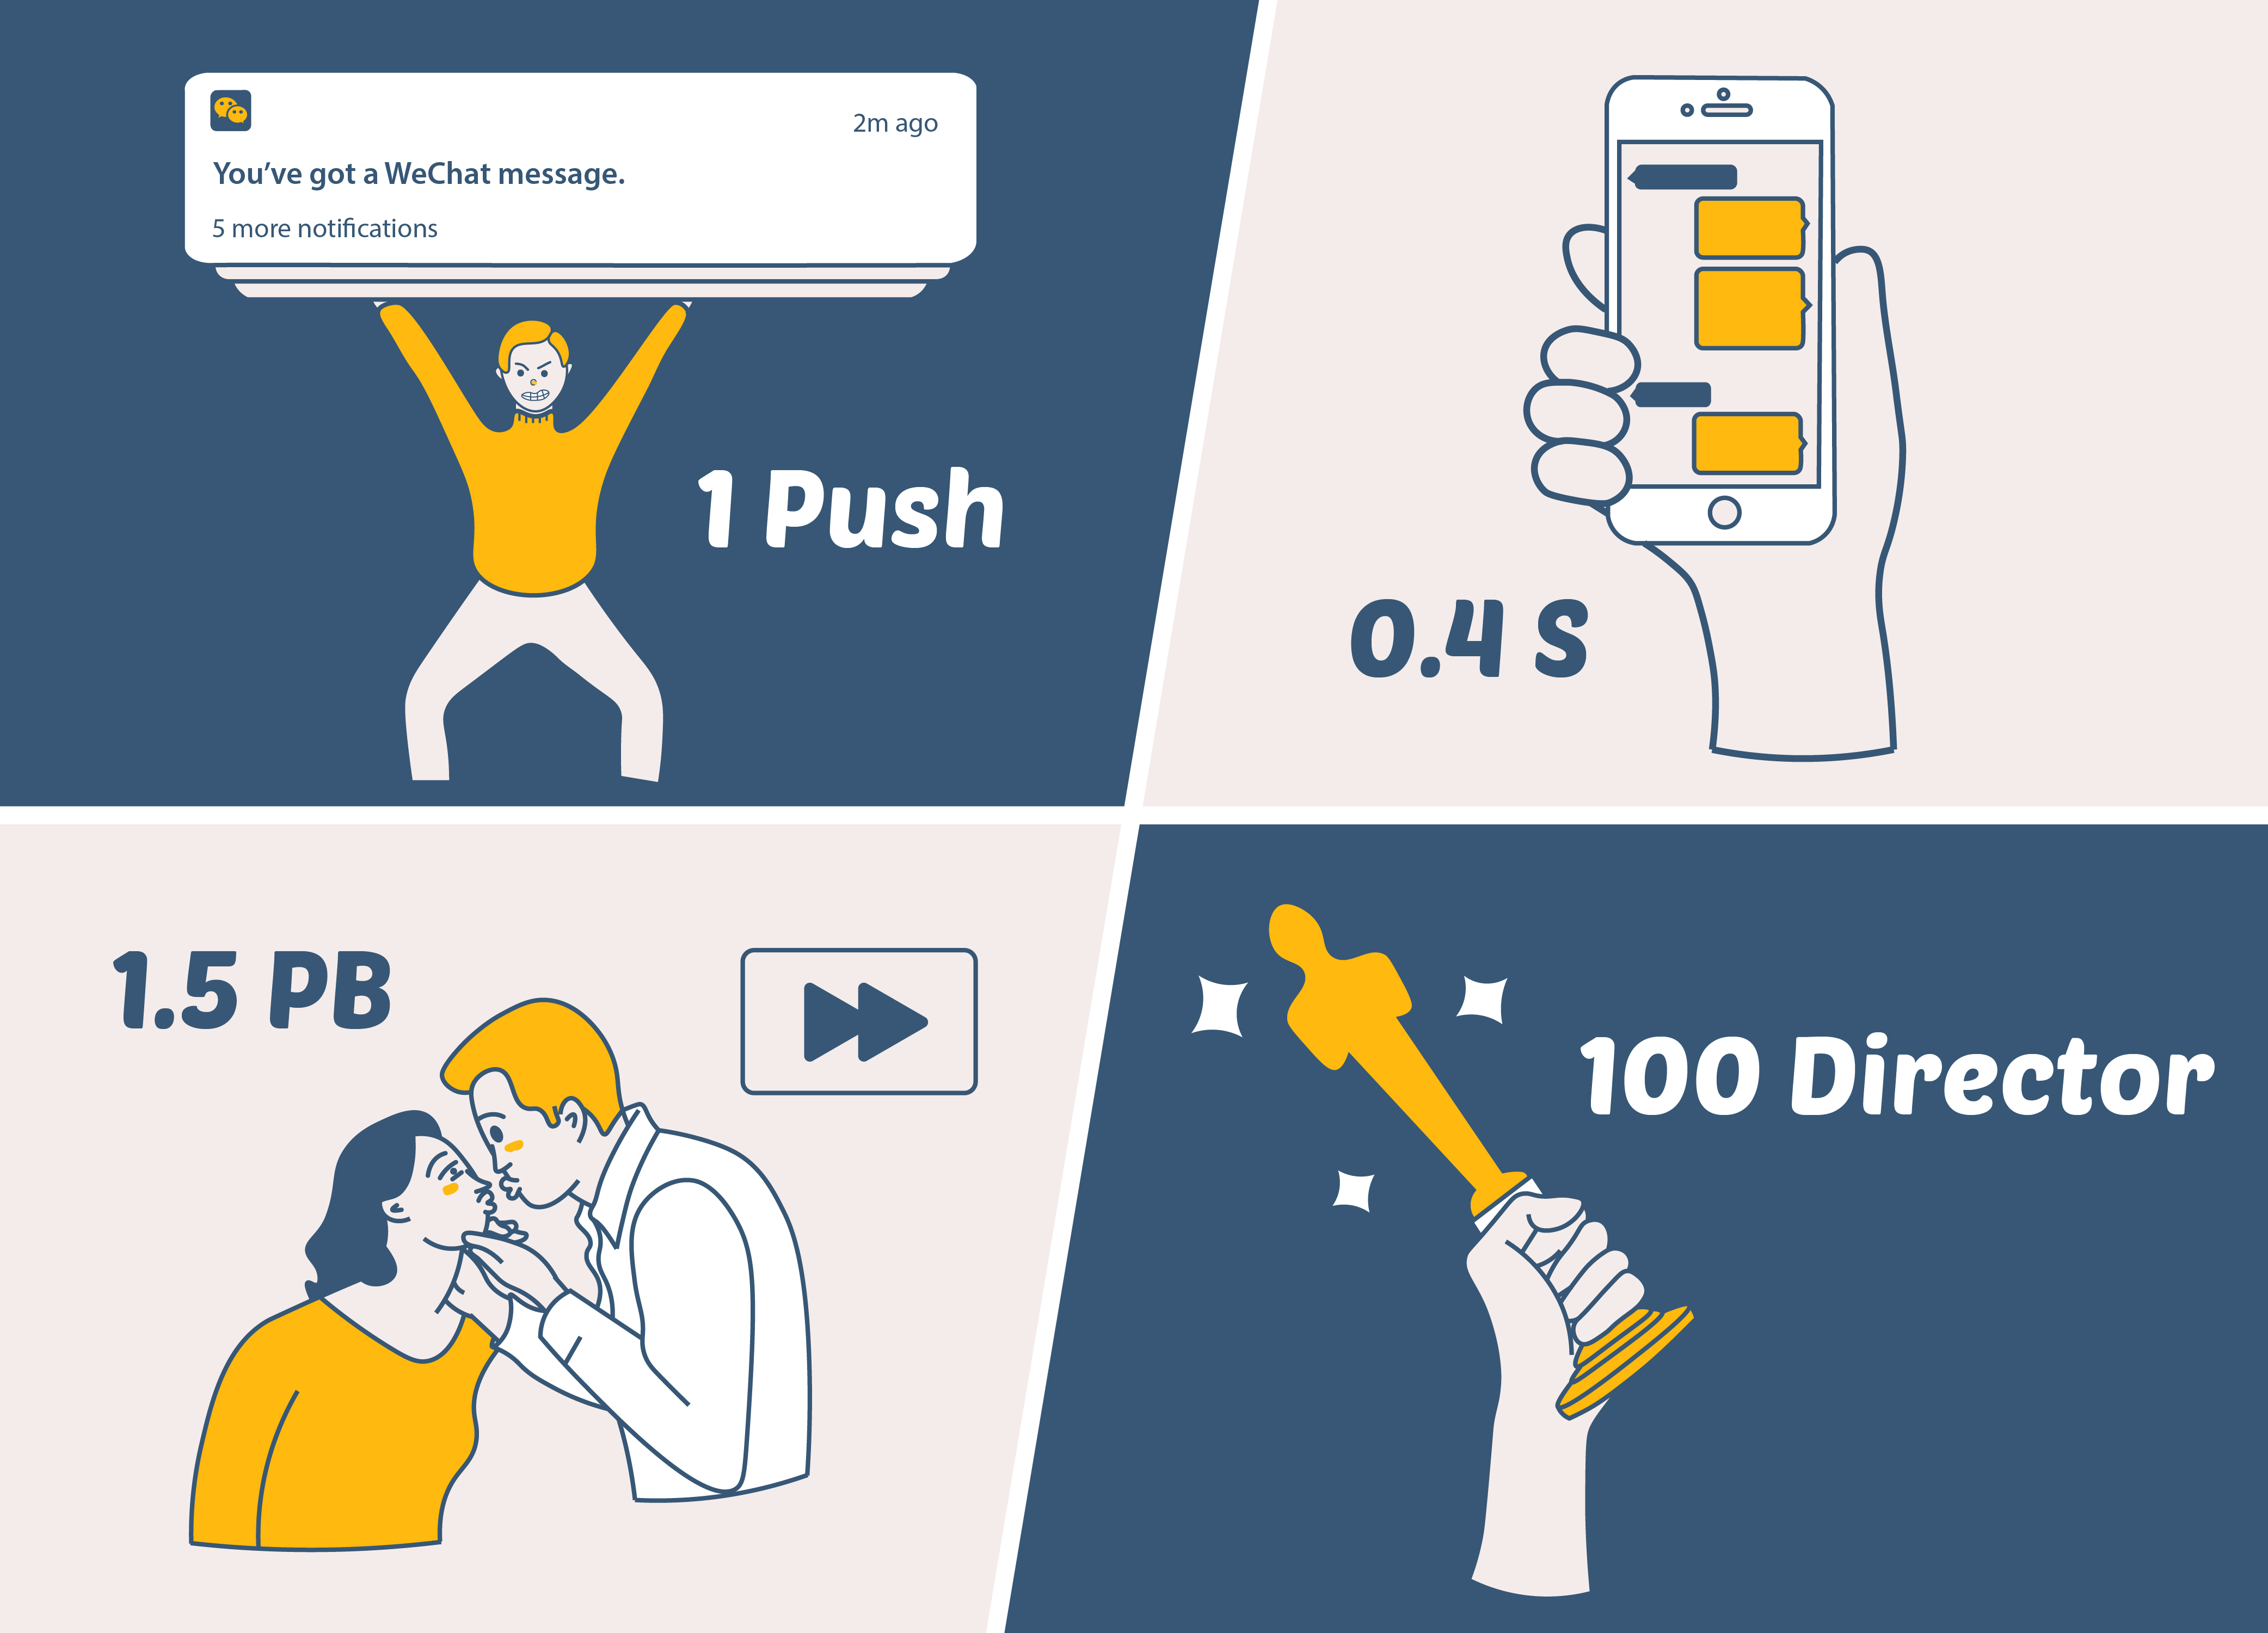 2m ago
You've got a WeChat message.
5 more notifications
1 Push
0.4 S
1.5 PB
100 Director